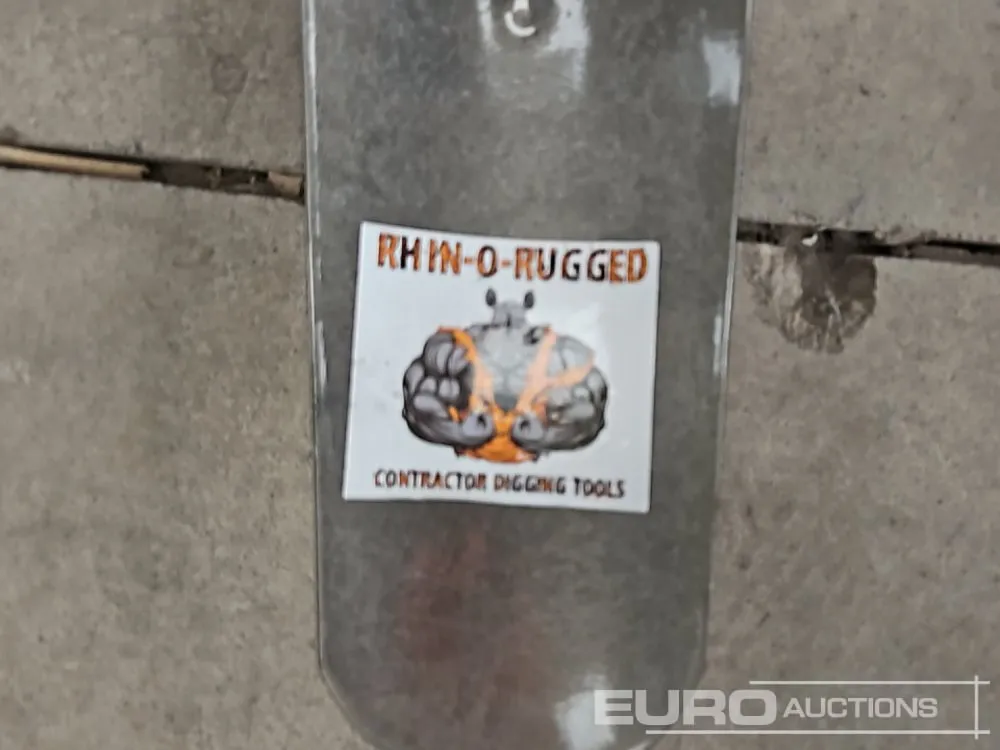 RHIN-O-RUGGED
CONTRACTOR DIGGING TOOLS
EURO AUCTIONS